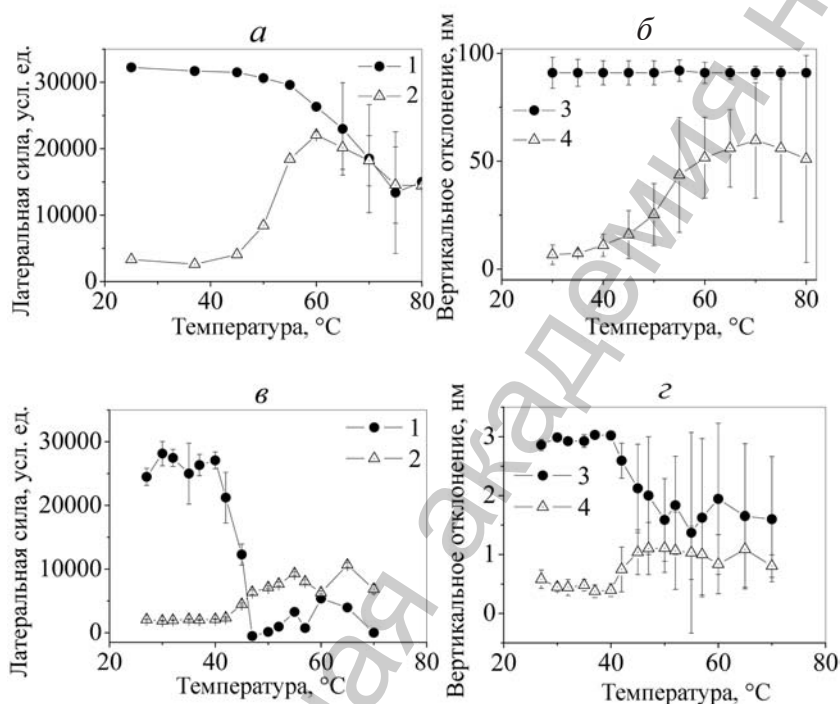 а
Латеральная сила, усл. ед.
30000
20000
10000
0
20 40 60 80
Температура, °C
1
2
б
Вертикальное отклонение, нм
100
50
0
20 40 60 80
Температура, °C
3
4
в
Латеральная сила, усл. ед.
30000
20000
10000
0
20 40 60 80
Температура, °C
1
2
г
Вертикальное отклонение, нм
3
2
1
0
20 40 60 80
Температура, °C
3
4
ная академия н